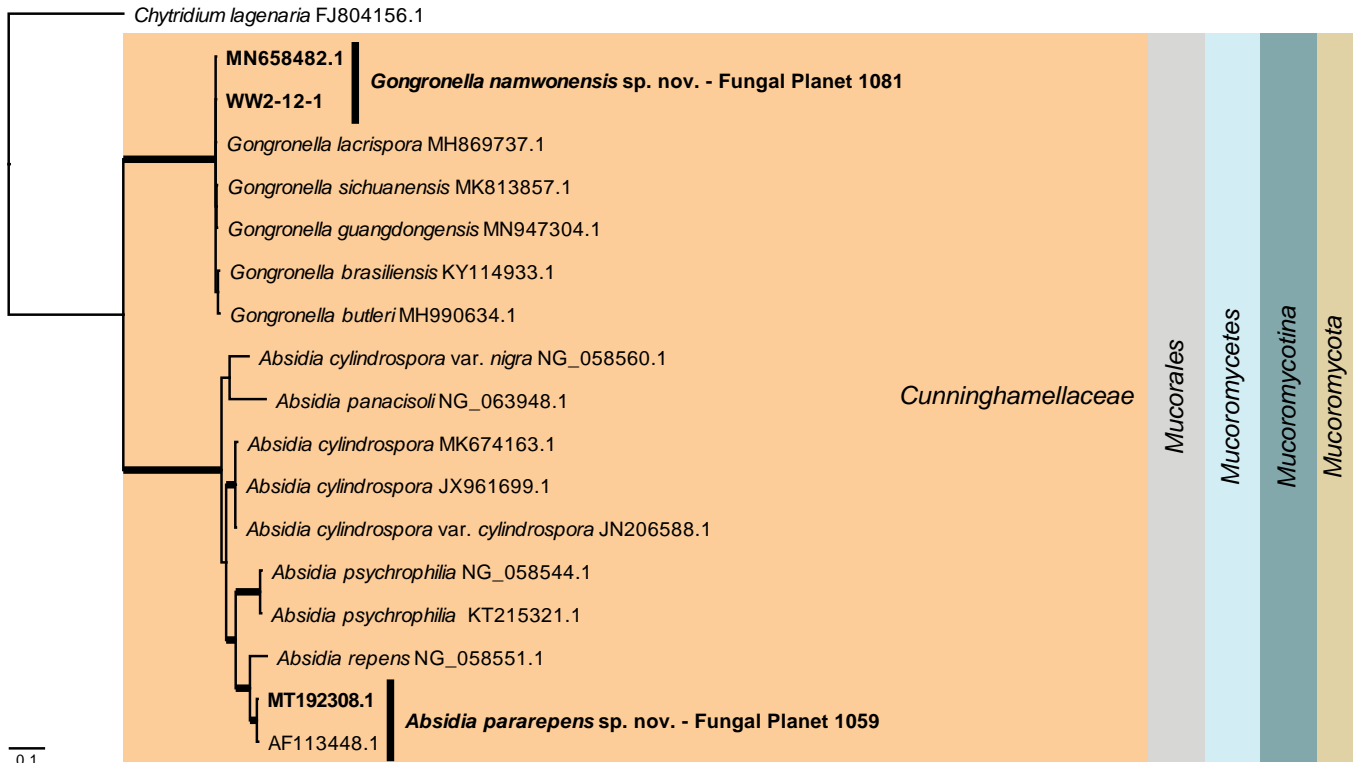 Chytridium lagenaria FJ804156.1
MN658482.1
Gongronella namwonensis sp. nov. - Fungal Planet 1081
WW2-12-1
Gongronella lacrispora MH869737.1
Gongronella sichuanensis MK813857.1
Gongronella guangdongensis MN947304.1
Gongronella brasiliensis KY114933.1
Gongronella butleri MH990634.1
Absidia cylindrospora var. nigra NG_058560.1
Absidia panacisoli NG_063948.1
Absidia cylindrospora MK674163.1
Absidia cylindrospora JX961699.1
Absidia cylindrospora var. cylindrospora JN206588.1
Absidia psychrophilia NG_058544.1
Absidia psychrophilia KT215321.1
Absidia repens NG_058551.1
MT192308.1
Absidia pararepens sp. nov. - Fungal Planet 1059
AF113448.1
Cunninghamellaceae
Mucorales
Mucoromycetes
Mucoromycotina
Mucoromycota
0.1